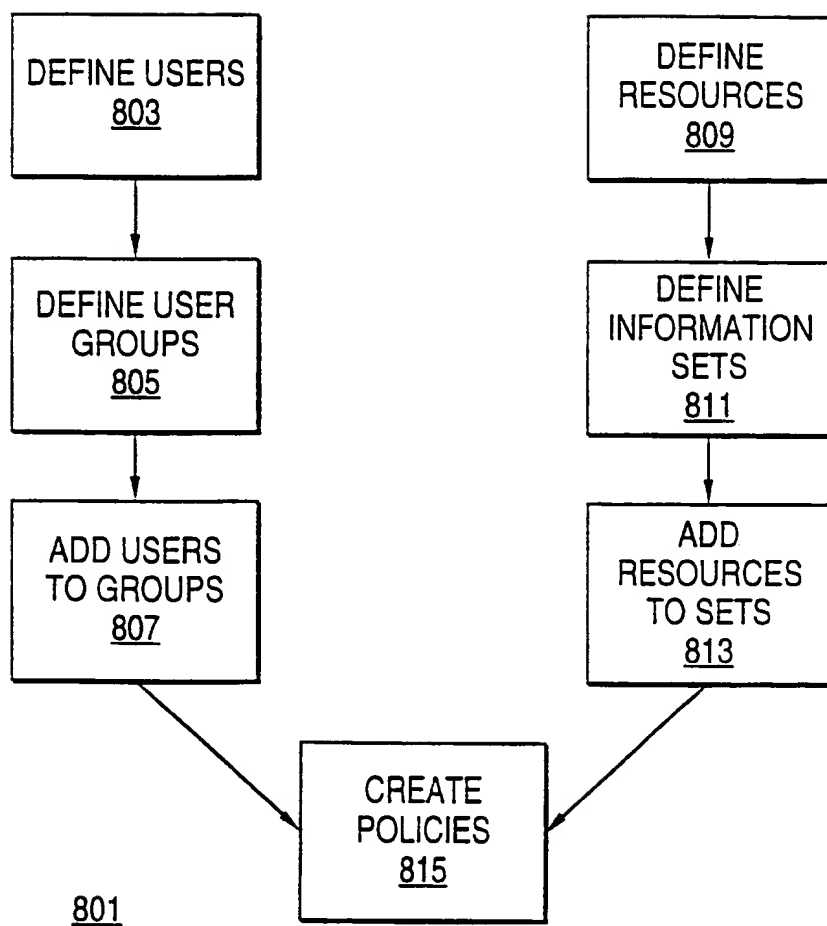 DEFINE USERS
803
DEFINE
RESOURCES
809
DEFINE USER
GROUPS
805
DEFINE
INFORMATION
SETS
811
ADD USERS
TO GROUPS
807
ADD
RESOURCES
TO SETS
813
CREATE
POLICIES
815
801